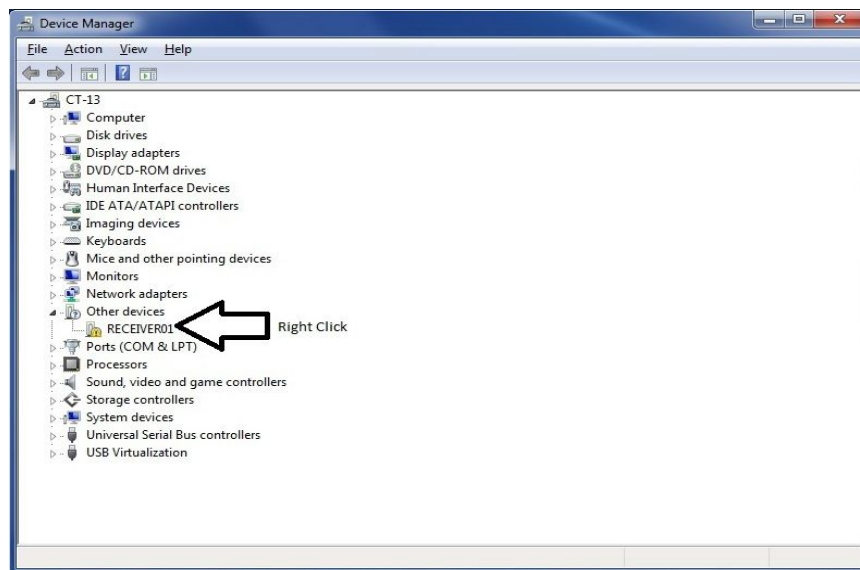 Device Manager
File Action View Help
CT-13
Computer
Disk drives
Display adapters
DVD/CD-ROM drives
Human Interface Devices
IDE ATA/ATAPI controllers
Imaging devices
Keyboards
Mice and other pointing devices
Monitors
Network adapters
Other devices
RECEIVER01 Right Click
Ports (COM & LPT)
Processors
Sound, video and game controllers
Storage controllers
System devices
Universal Serial Bus controllers
USB Virtualization